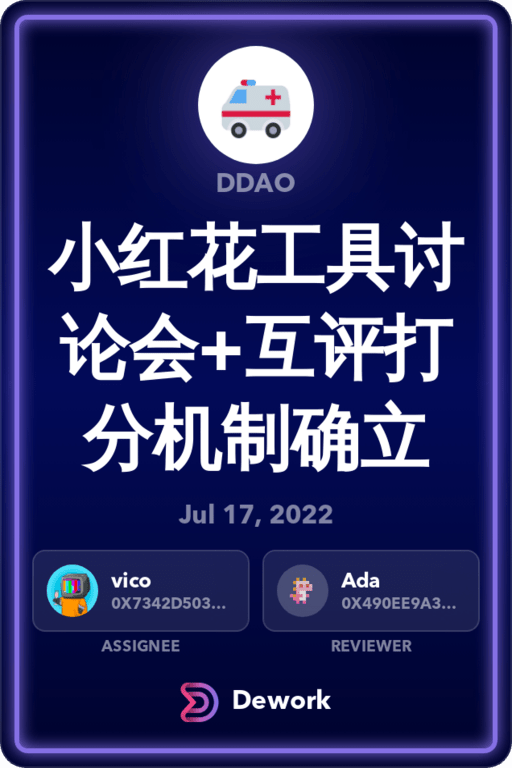 DDAO
小红花工具讨
论会+互评打
分机制确立
Jul 17, 2022
vico
0X7342D503...
Ada
0X490EE9A3...
ASSIGNEE
REVIEWER
Dework